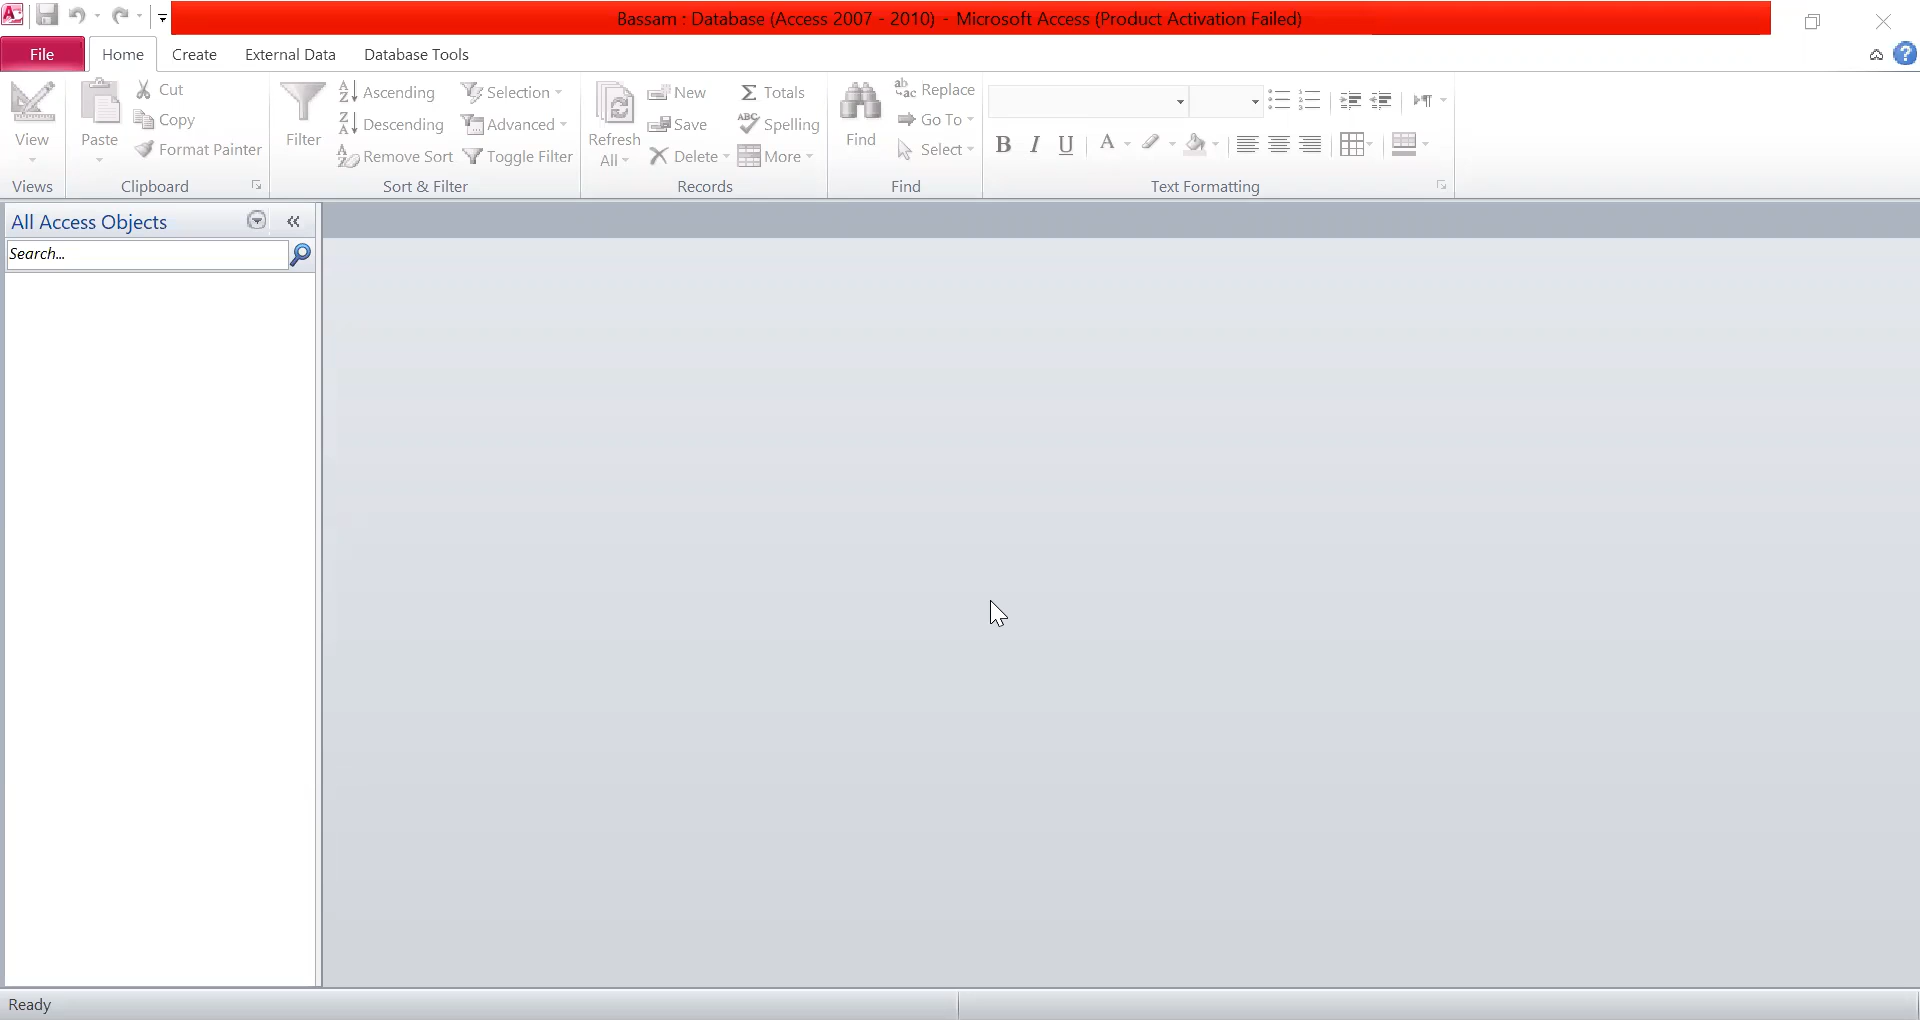 Bassam : Database (Access 2007 - 2010) - Microsoft Access (Product Activation Failed)
File Home Create External Data Database Tools
View
Views
Paste
Cut
Copy
Format Painter
Clipboard
Filter
Ascending
Descending
Remove Sort
Selection
Advanced
Toggle Filter
Sort & Filter
Refresh
All
New
Save
Delete
Totals
Spelling
More
Records
Find
Replace
Go To
Select
Find
B I U A
Text Formatting
All Access Objects
Search...
Ready